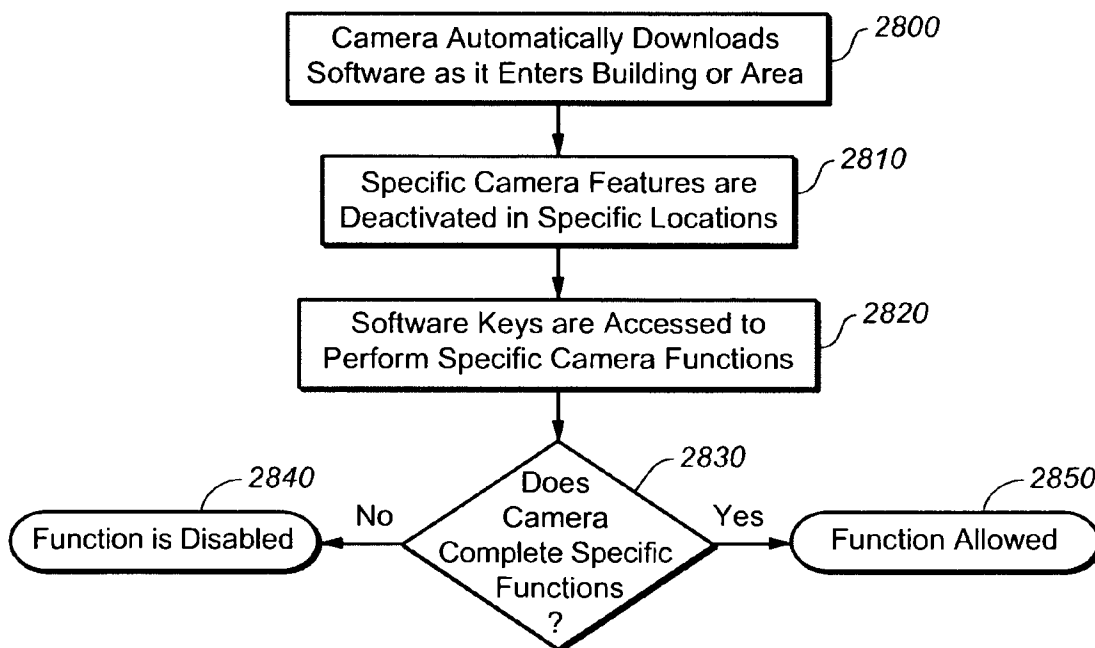 Camera Automatically Downloads
Software as it Enters Building or Area
2800
Specific Camera Features are
Deactivated in Specific Locations
2810
Software Keys are Accessed to
Perform Specific Camera Functions
2820
Does
Camera
Complete Specific
Functions
?
2830
No
Function is Disabled
2840
Yes
Function Allowed
2850